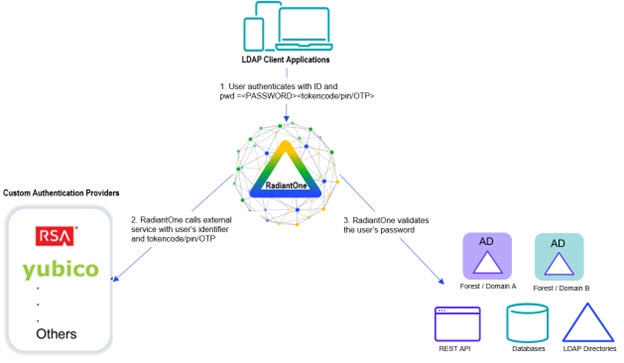 LDAP Client Applications
1. User authenticates with ID and
pwd =<PASSWORD><tokencode/pin/OTP>
RadiantOne
Custom Authentication Providers
RSA
yubico
.
.
.
Others
2. RadiantOne calls external
service with user's identifier
and tokencode/pin/OTP
3. RadiantOne validates
the user's password
AD
Forest / Domain A
AD
Forest / Domain B
REST API
Databases
LDAP Directories